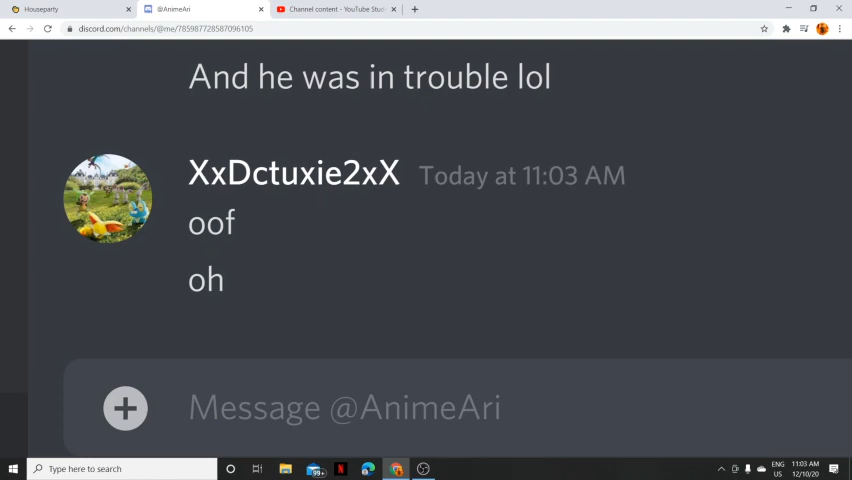 Houseparty
@AnimeAri
Channel content - YouTube Stud
discord.com/channels/@me/785987728587096105
And he was in trouble lol
XxDctuxie2xX Today at 11:03 AM
oof
oh
Message @AnimeAri
Type here to search
99+
ENG
US
11:03 AM
12/10/20